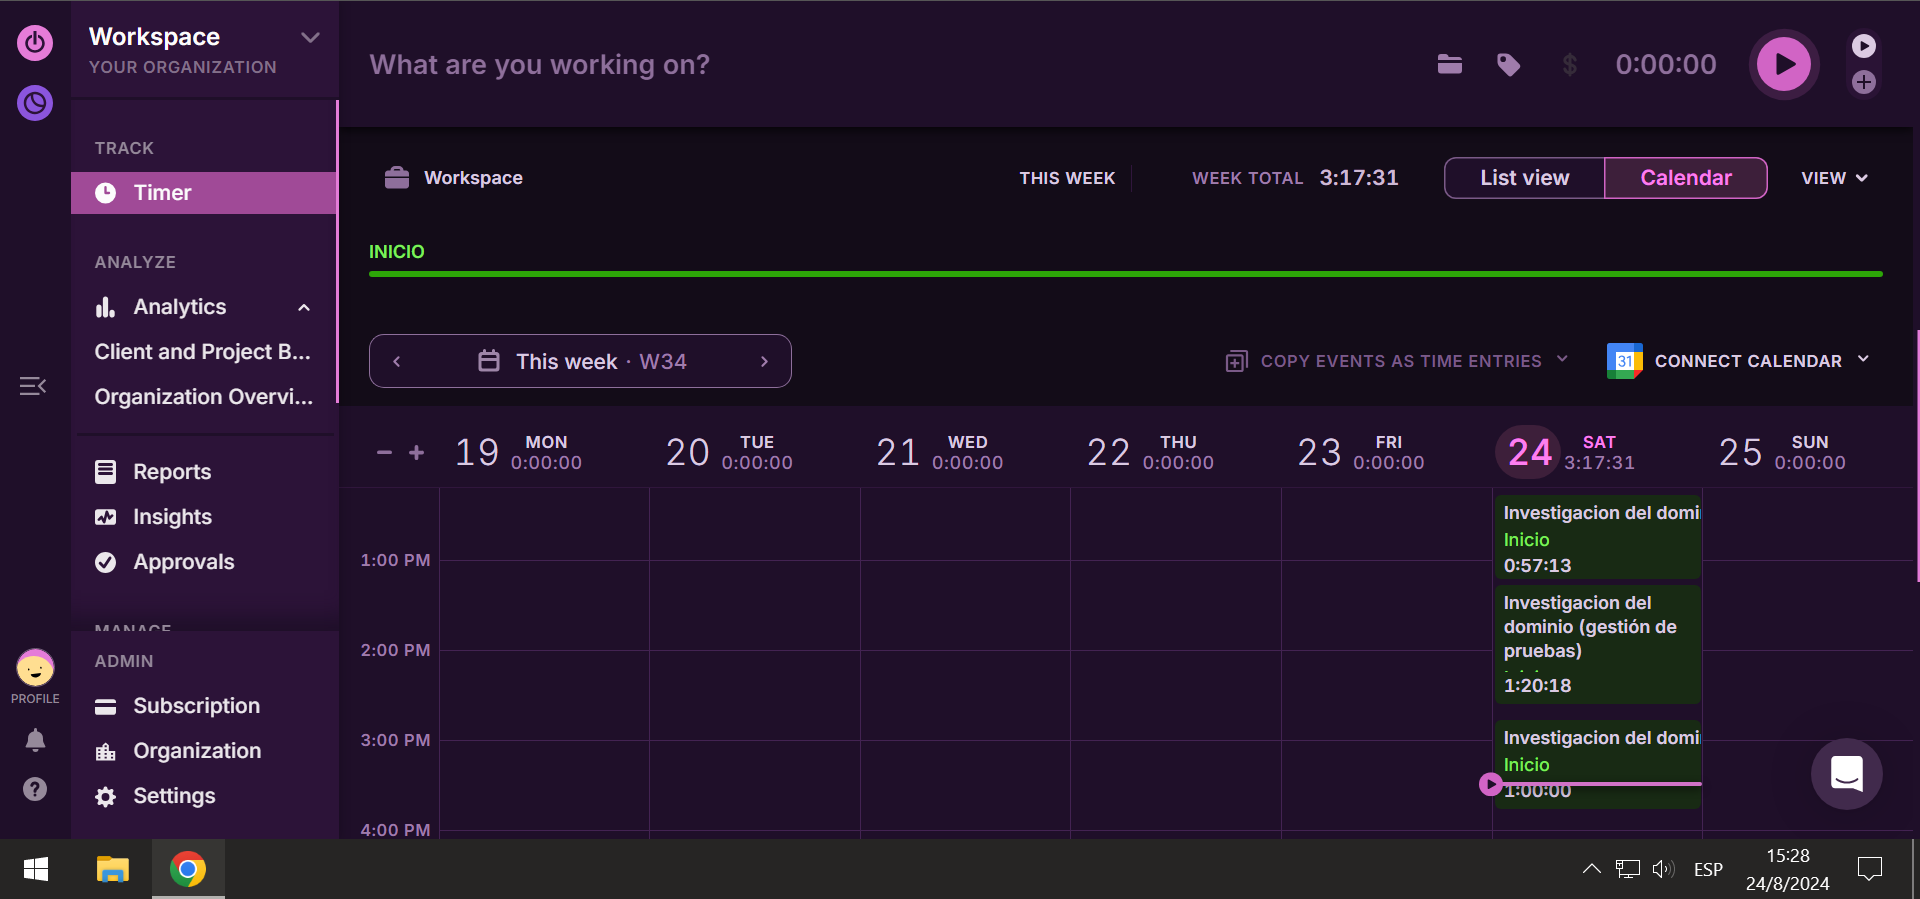 Workspace
YOUR ORGANIZATION
TRACK
Timer
ANALYZE
Analytics
Client and Project B...
Organization Overvi...
Reports
Insights
Approvals
MANAGE
ADMIN
Subscription
Organization
Settings
PROFILE
What are you working on?
$
0:00:00
Workspace
THIS WEEK
WEEK TOTAL 3:17:31
List view
Calendar
VIEW
INICIO
This week · W34
COPY EVENTS AS TIME ENTRIES
31
CONNECT CALENDAR
19 MON 0:00:00
20 TUE 0:00:00
21 WED 0:00:00
22 THU 0:00:00
23 FRI 0:00:00
24 SAT 3:17:31
25 SUN 0:00:00
1:00 PM
2:00 PM
3:00 PM
4:00 PM
Investigacion del domi
Inicio
0:57:13
Investigacion del
dominio (gestión de
pruebas)
1:20:18
Investigacion del domi
Inicio
1:00:00
ESP
15:28
24/8/2024